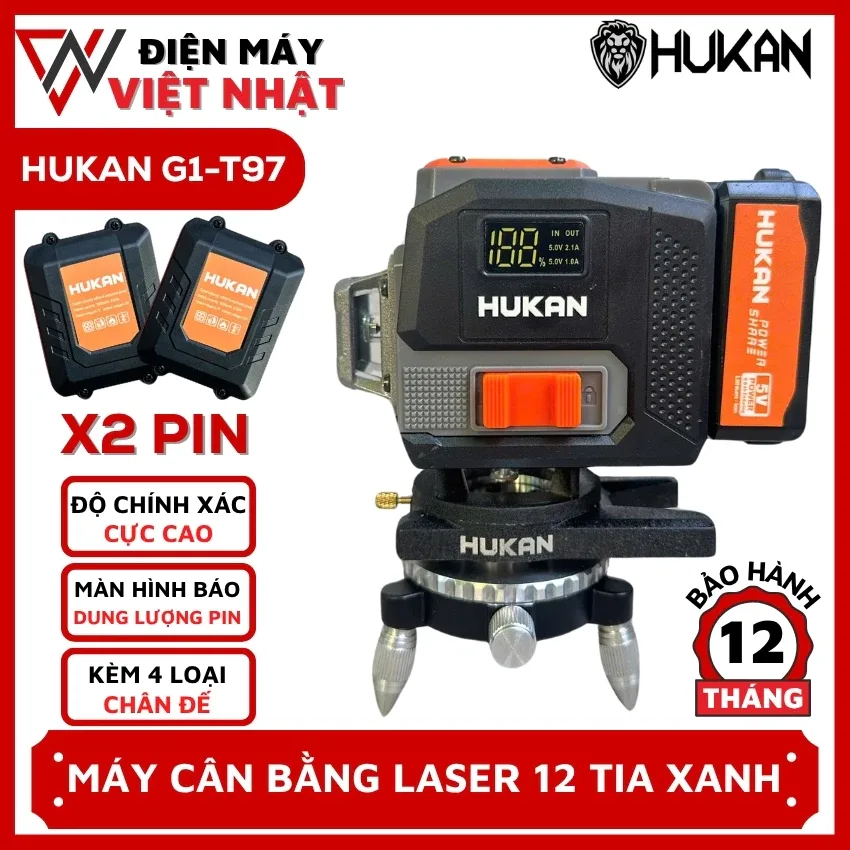 ĐIỆN MÁY
VIỆT NHẬT
HUKAN
HUKAN G1-T97
HUKAN
HUKAN
X2 PIN
188%
IN OUT
5.0V 2.1A
5.0V 1.0A
HUKAN
HUKAN
POWER
SHARE
5V
POWER
HUKAN
ĐỘ CHÍNH XÁC
CỰC CAO
MÀN HÌNH BÁO
DUNG LƯỢNG PIN
KÈM 4 LOẠI
CHÂN ĐẾ
BẢO HÀNH
12
THÁNG
MÁY CÂN BẰNG LASER 12 TIA XANH